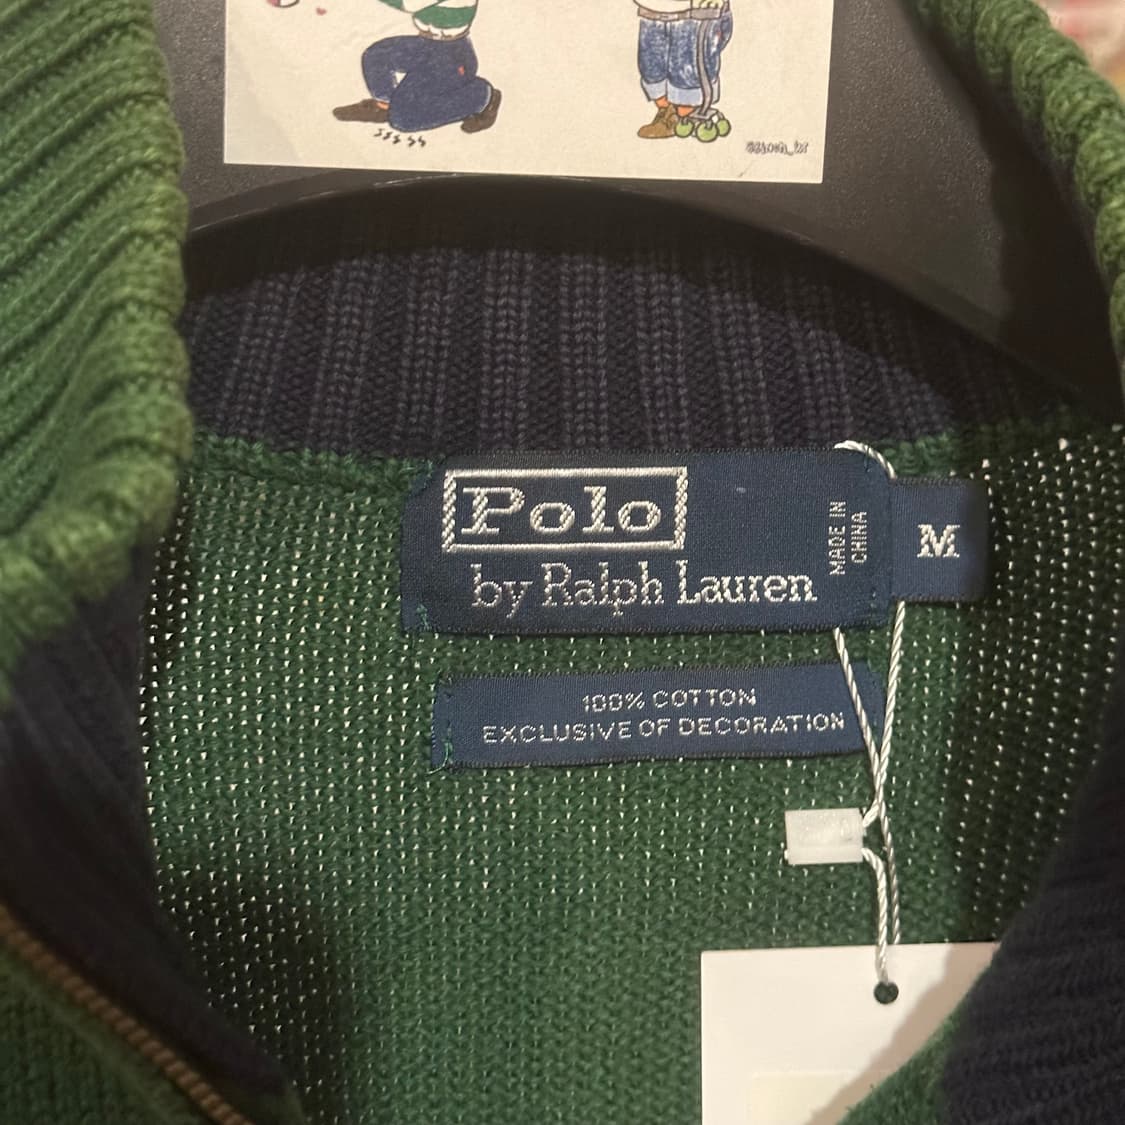 Polo
by Ralph Lauren
MADE IN
CHINA
M
100% COTTON
EXCLUSIVE OF DECORATION